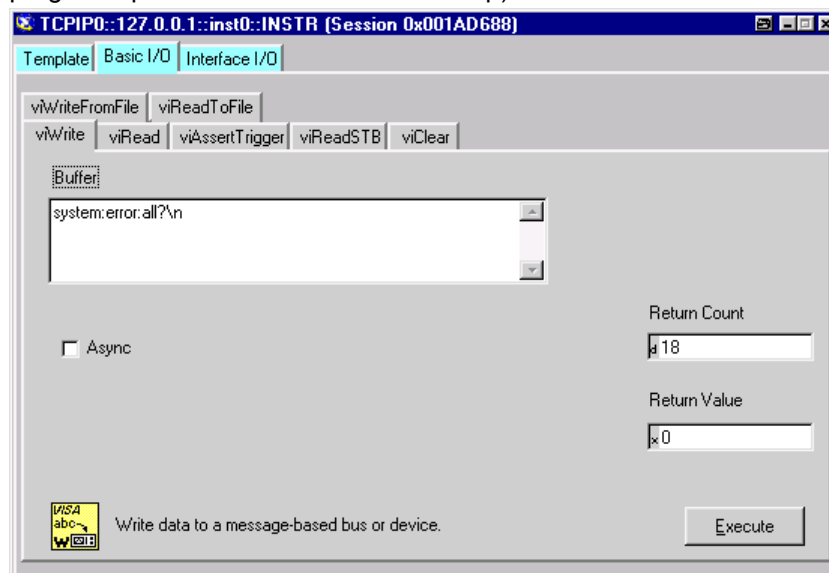 TCPIP0::127.0.0.1::inst0::INSTR (Session 0x001AD688)
Template Basic I/O Interface I/O
viWriteFromFile viReadToFile
viWrite viRead viAssertTrigger viReadSTB viClear
Buffer
system:error:all?\n
Return Count
Async
d 18
Return Value
x 0
VISA
abc
W
Write data to a message-based bus or device.
Execute